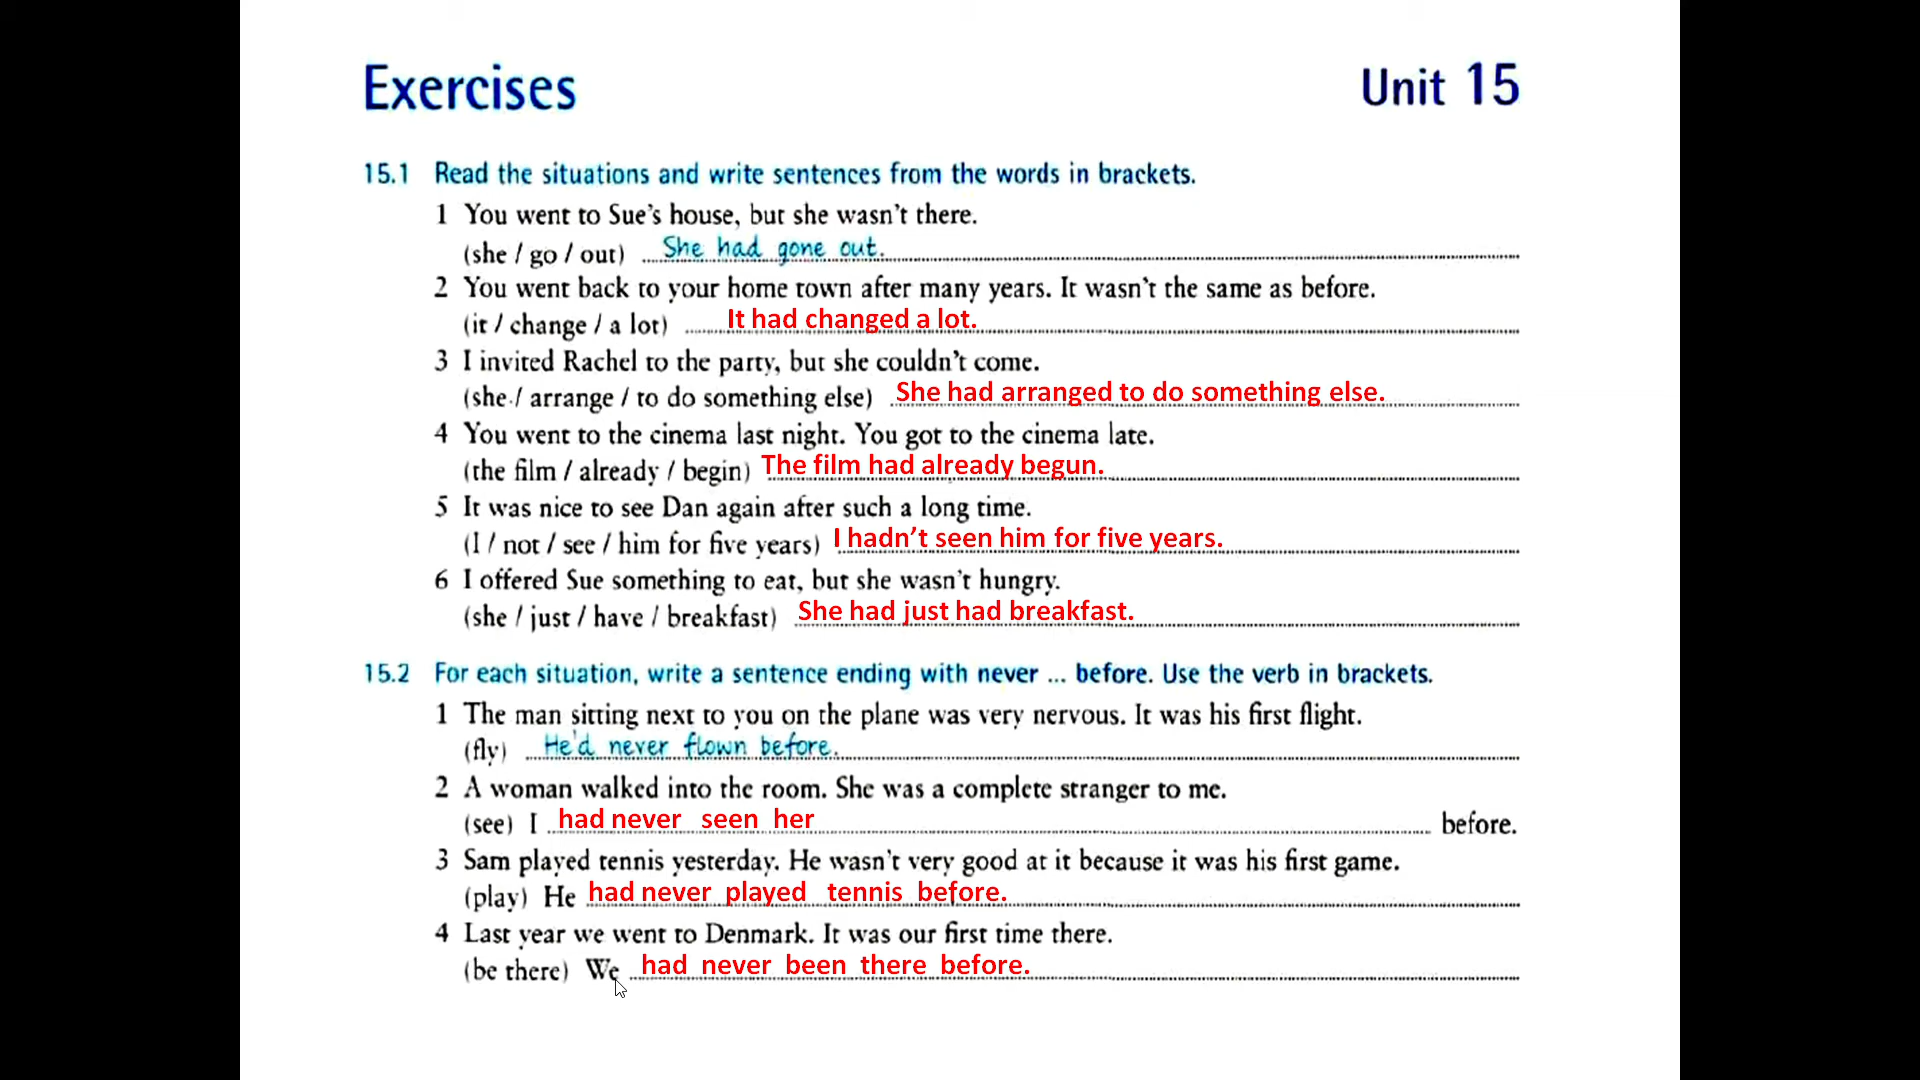 Exercises
Unit 15
15.1 Read the situations and write sentences from the words in brackets.
1 You went to Sue's house, but she wasn't there.
(she / go / out) She had gone out.
2 You went back to your home town after many years. It wasn't the same as before.
(it / change / a lot) It had changed a lot.
3 I invited Rachel to the party, but she couldn't come.
(she / arrange / to do something else) She had arranged to do something else.
4 You went to the cinema last night. You got to the cinema late.
(the film / already / begin) The film had already begun.
5 It was nice to see Dan again after such a long time.
(I / not / see / him for five years) I hadn't seen him for five years.
6 I offered Sue something to eat, but she wasn't hungry.
(she / just / have / breakfast) She had just had breakfast.
15.2 For each situation, write a sentence ending with never ... before. Use the verb in brackets.
1 The man sitting next to you on the plane was very nervous. It was his first flight.
(fly) He'd never flown before.
2 A woman walked into the room. She was a complete stranger to me.
(see) I had never seen her before.
3 Sam played tennis yesterday. He wasn't very good at it because it was his first game.
(play) He had never played tennis before.
4 Last year we went to Denmark. It was our first time there.
(be there) We had never been there before.